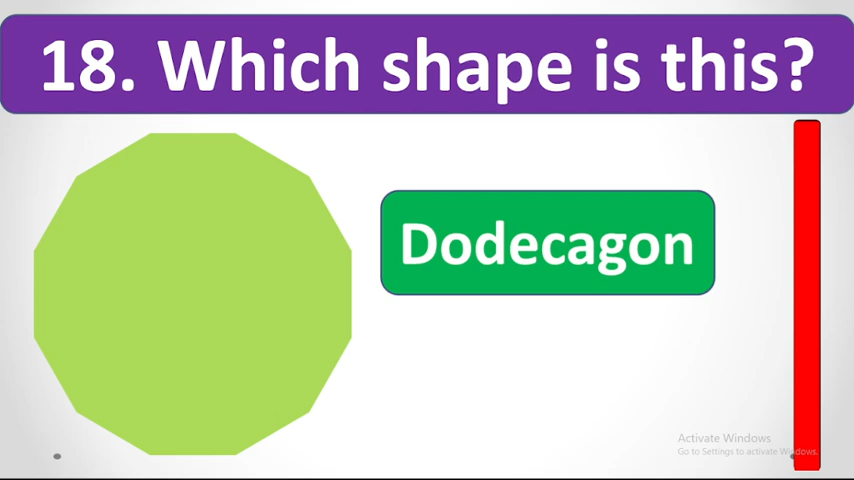 18. Which shape is this?
Dodecagon
Activate Windows
Go to Settings to activate Windows.